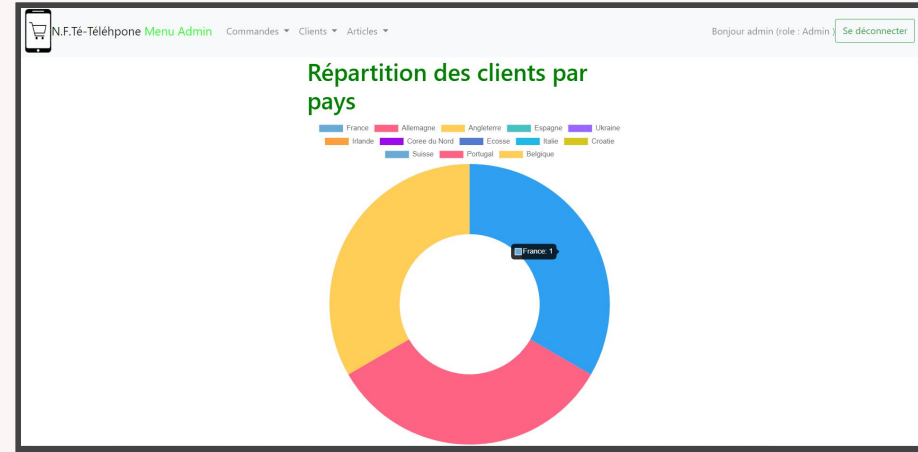 N.F.Té-Téléhpone Menu Admin Commandes Clients Articles Bonjour admin (role : Admin ) Se déconnecter
Répartition des clients par
pays
France Allemagne Angleterre Espagne Ukraine
Irlande Coree du Nord Ecosse Italie Croatie
Suisse Portugal Belgique
France: 1